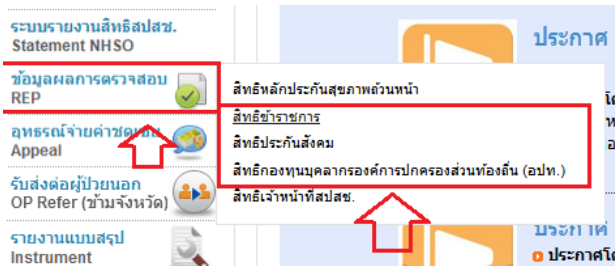 ระบบรายงานสิทธิสปสช.
Statement NHSO
ประกาศ
ข้อมูลผลการตรวจสอบ
REP
สิทธิหลักประกันสุขภาพถ้วนหน้า
สิทธิข้าราชการ
สิทธิประกันสังคม
สิทธิกองทุนบุคลากรองค์การปกครองส่วนท้องถิ่น (อปท.)
สิทธิเจ้าหน้าที่สปสช.
อุทธรณ์จ่ายค่าชดเชย
Appeal
รับส่งต่อผู้ป่วยนอก
OP Refer (ข้ามจังหวัด)
รายงานแบบสรุป
Instrument
ประกาศ